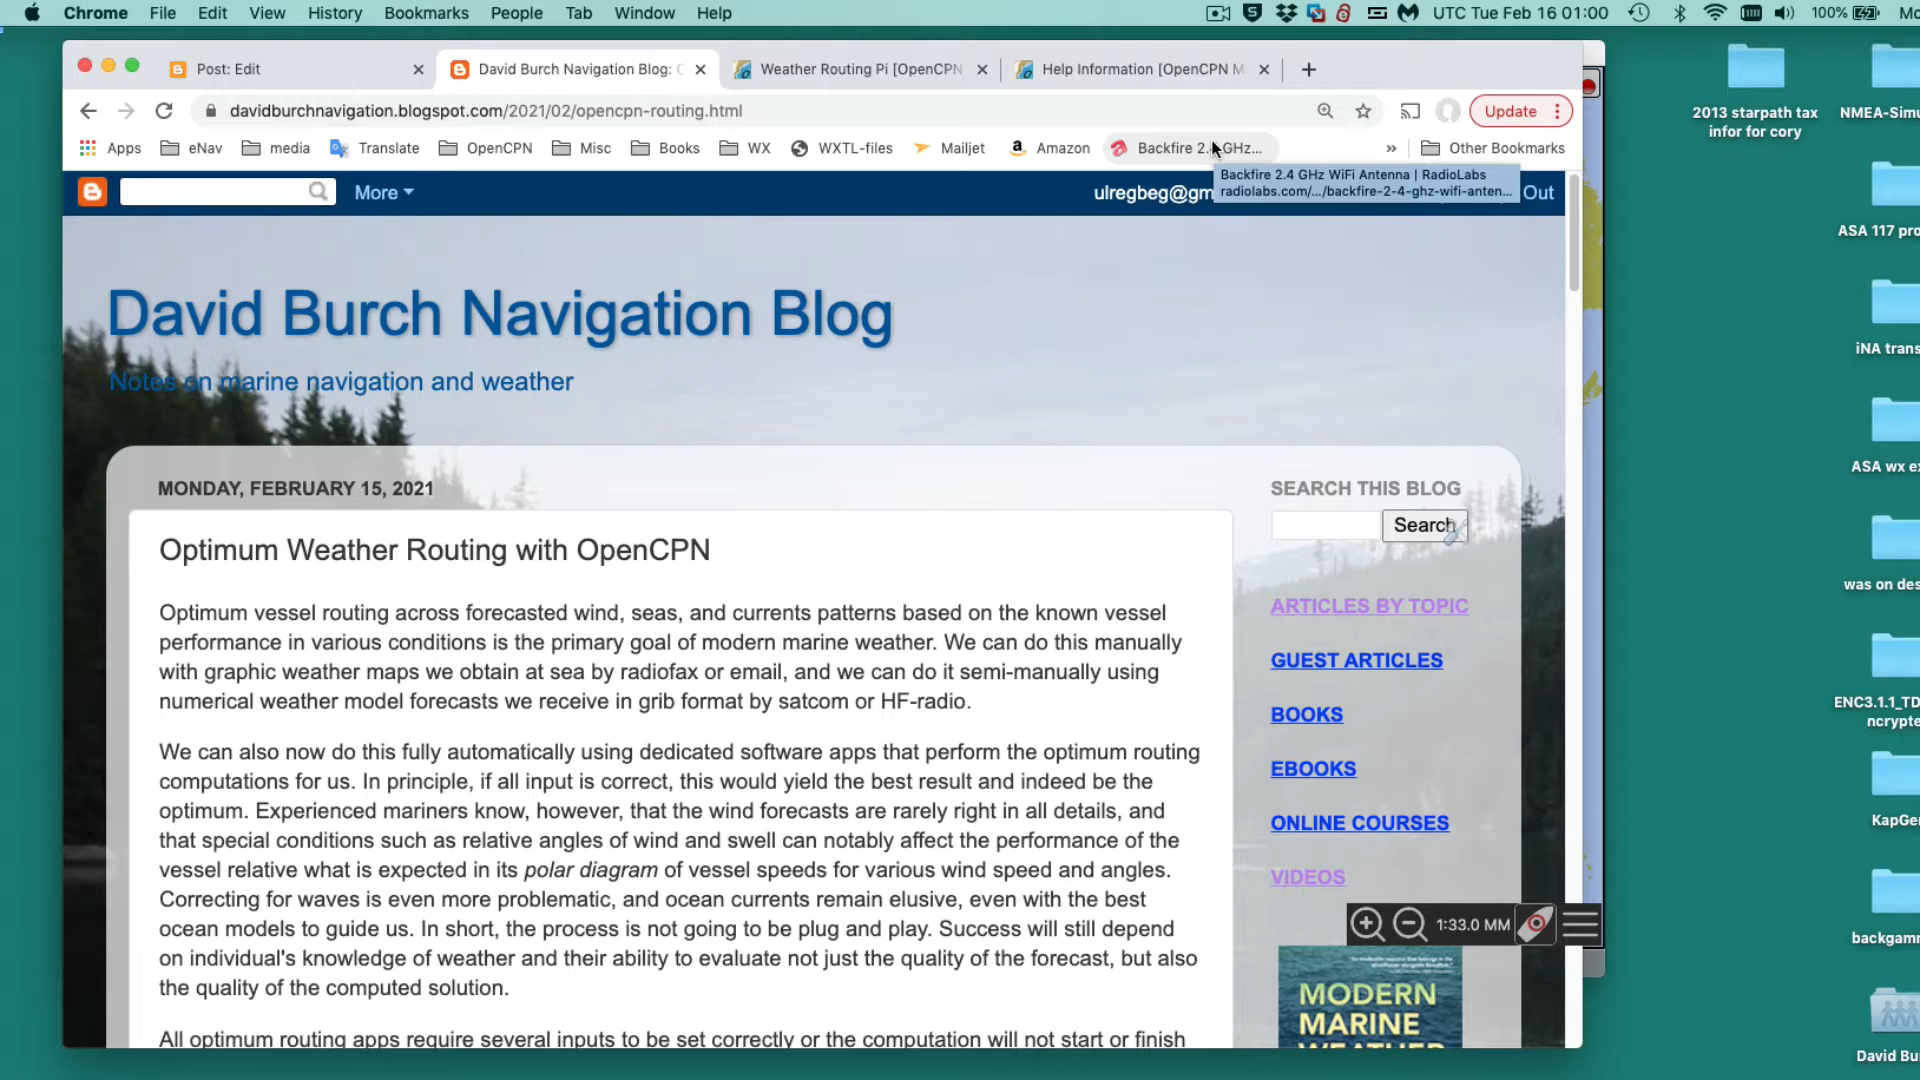 Chrome File Edit View History Bookmarks People Tab Window Help
UTC Tue Feb 16 01:00
100%
Post: Edit
David Burch Navigation Blog:
Weather Routing Pi [OpenCPN
Help Information [OpenCPN M
davidburchnavigation.blogspot.com/2021/02/opencpn-routing.html
Update
Apps eNav media Translate OpenCPN Misc Books WX WXTL-files Mailjet Amazon Backfire 2. GHz... » Other Bookmarks
Backfire 2.4 GHz WiFi Antenna | RadioLabs
radiolabs.com/.../backfire-2-4-ghz-wifi-anten...
More
ulregbeg@gm
Out
David Burch Navigation Blog
Notes on marine navigation and weather
MONDAY, FEBRUARY 15, 2021
Optimum Weather Routing with OpenCPN
Optimum vessel routing across forecasted wind, seas, and currents patterns based on the known vessel
performance in various conditions is the primary goal of modern marine weather. We can do this manually
with graphic weather maps we obtain at sea by radiofax or email, and we can do it semi-manually using
numerical weather model forecasts we receive in grib format by satcom or HF-radio.
We can also now do this fully automatically using dedicated software apps that perform the optimum routing
computations for us. In principle, if all input is correct, this would yield the best result and indeed be the
optimum. Experienced mariners know, however, that the wind forecasts are rarely right in all details, and
that special conditions such as relative angles of wind and swell can notably affect the performance of the
vessel relative what is expected in its polar diagram of vessel speeds for various wind speed and angles.
Correcting for waves is even more problematic, and ocean currents remain elusive, even with the best
ocean models to guide us. In short, the process is not going to be plug and play. Success will still depend
on individual's knowledge of weather and their ability to evaluate not just the quality of the forecast, but also
the quality of the computed solution.
All optimum routing apps require several inputs to be set correctly or the computation will not start or finish
SEARCH THIS BLOG
Search
ARTICLES BY TOPIC
GUEST ARTICLES
BOOKS
EBOOKS
ONLINE COURSES
VIDEOS
1:33.0 MM
MODERN
MARINE
WEATHER
2013 starpath tax
infor for cory
NMEA-Simu
ASA 117 pro
iNA trans
ASA wx e
was on des
ENC3.1.1_TD
ncrypte
KapGe
backgam
David Bu